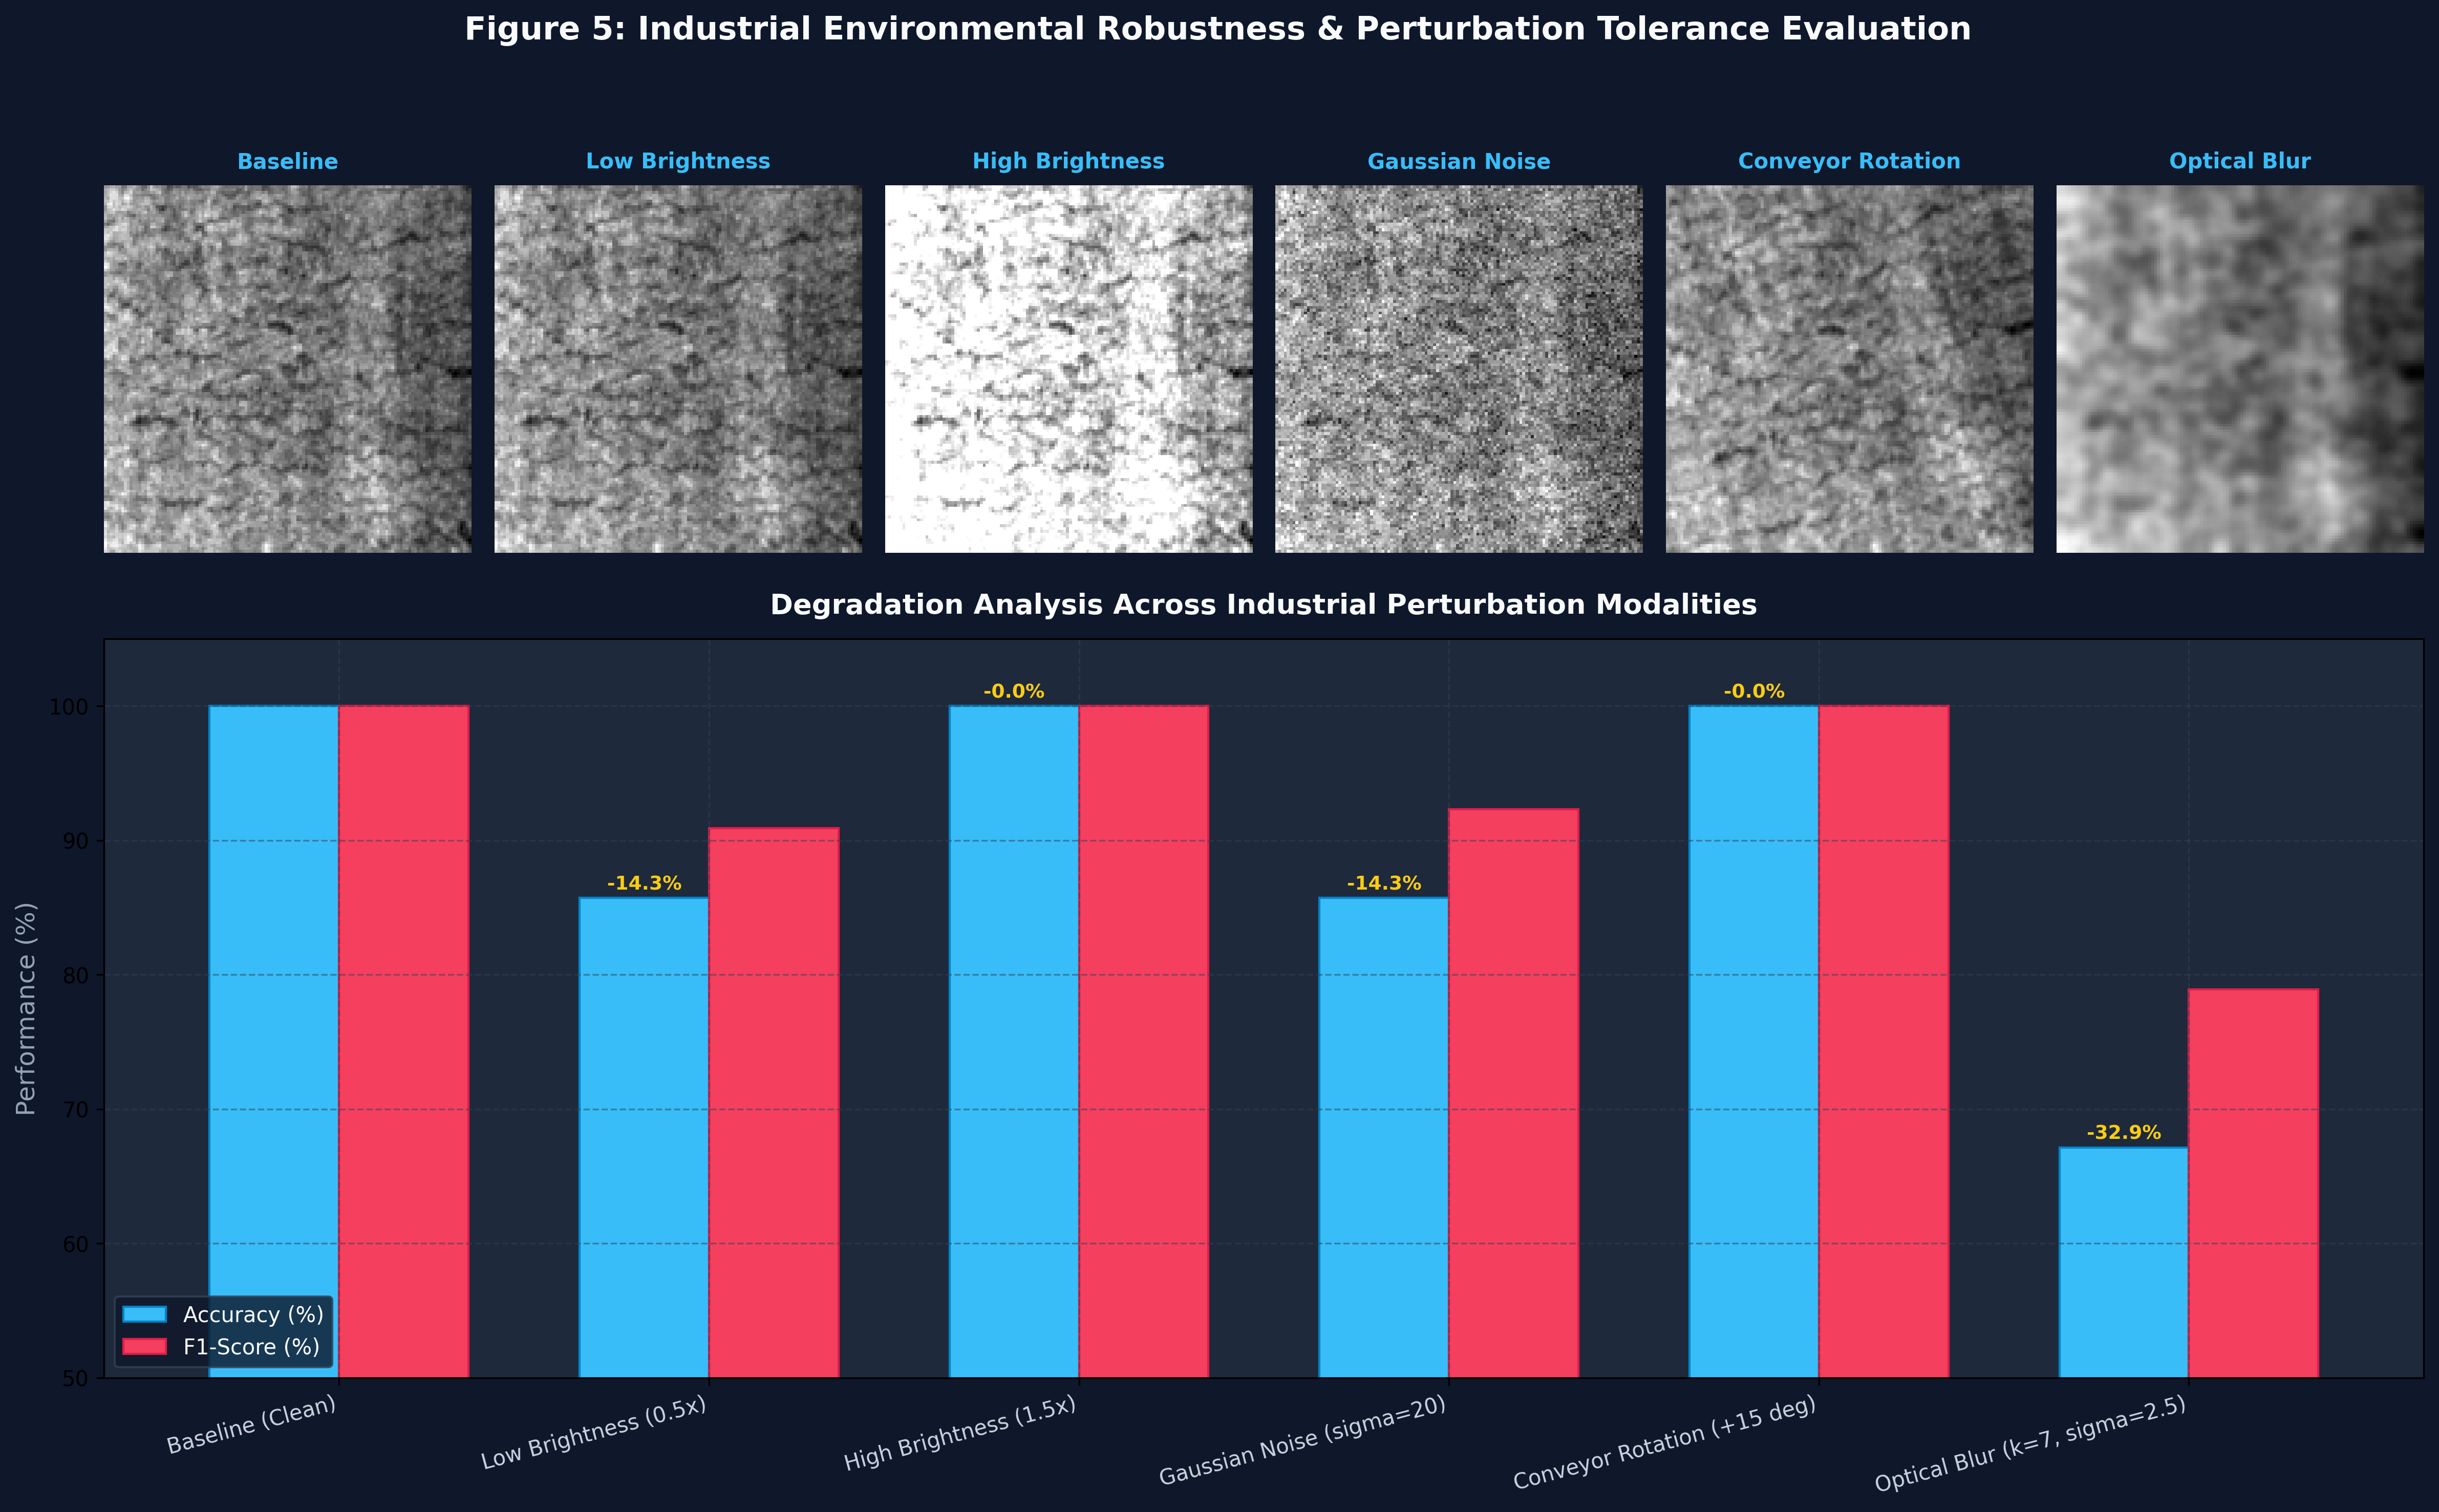 Figure 5: Industrial Environmental Robustness & Perturbation Tolerance Evaluation
Baseline
Low Brightness
High Brightness
Gaussian Noise
Conveyor Rotation
Optical Blur
Degradation Analysis Across Industrial Perturbation Modalities
Performance (%)
100
90
80
70
60
50
-14.3%
-0.0%
-14.3%
-0.0%
-32.9%
Accuracy (%)
F1-Score (%)
Baseline (Clean)
Low Brightness (0.5x)
High Brightness (1.5x)
Gaussian Noise (sigma=20)
Conveyor Rotation (+15 deg)
Optical Blur (k=7, sigma=2.5)